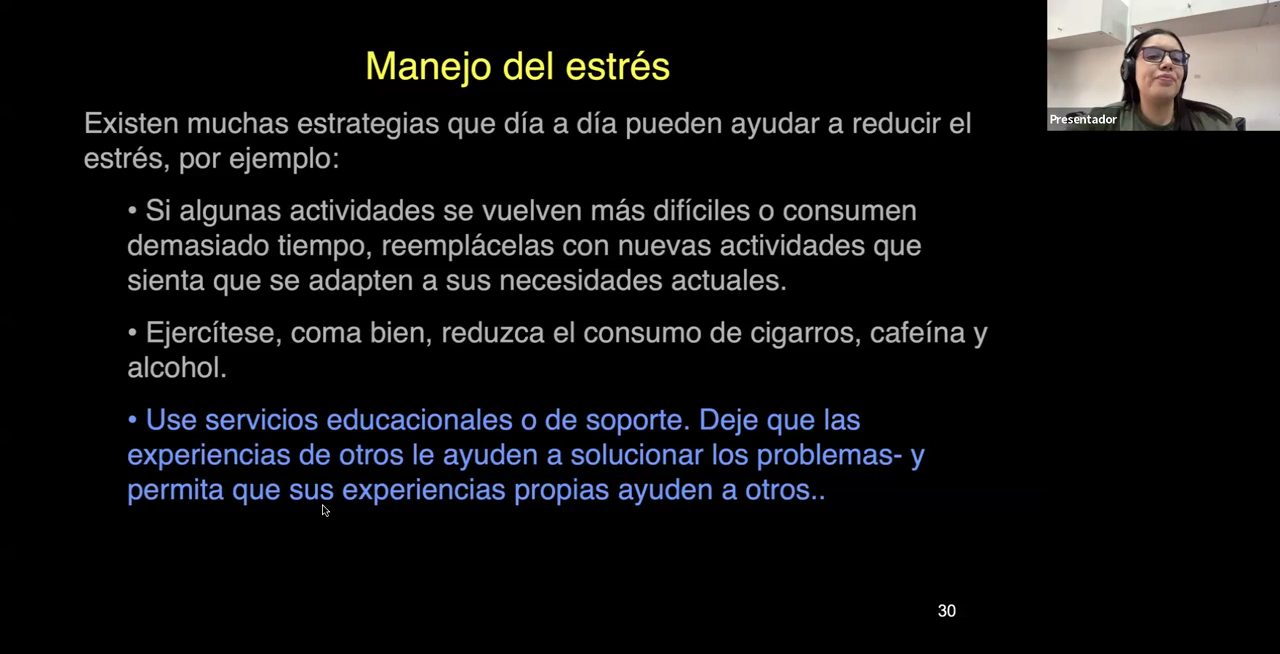 Manejo del estrés
Presentador
Existen muchas estrategias que día a día pueden ayudar a reducir el
estrés, por ejemplo:
• Si algunas actividades se vuelven más difíciles o consumen
demasiado tiempo, reemplácelas con nuevas actividades que
sienta que se adapten a sus necesidades actuales.
• Ejercítese, coma bien, reduzca el consumo de cigarros, cafeína y
alcohol.
• Use servicios educacionales o de soporte. Deje que las
experiencias de otros le ayuden a solucionar los problemas- y
permita que sus experiencias propias ayuden a otros..
30